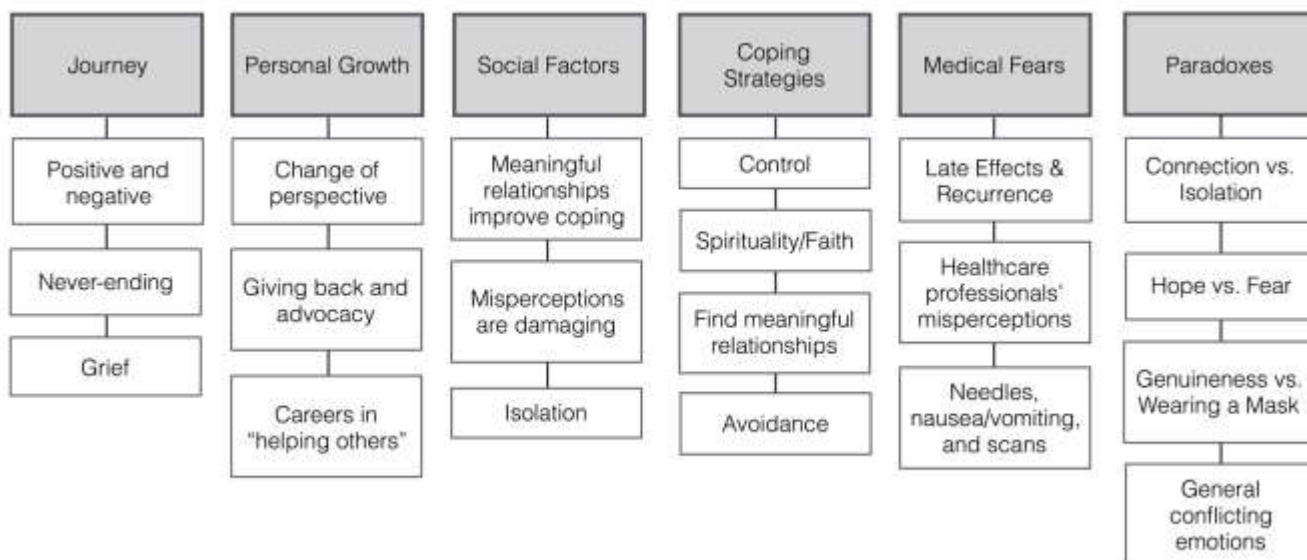 Journey
Positive and
negative
Never-ending
Grief
Personal Growth
Change of
perspective
Giving back and
advocacy
Careers in
“helping others”
Social Factors
Meaningful
relationships
improve coping
Misperceptions
are damaging
Isolation
Coping
Strategies
Control
Spirituality/Faith
Find meaningful
relationships
Avoidance
Medical Fears
Late Effects &
Recurrence
Healthcare
professionals‘
misperceptions
Needles,
nausea/vomiting,
and scans
Paradoxes
Connection vs.
Isolation
Hope vs. Fear
Genuineness vs.
Wearing a Mask
General
conflicting
emotions